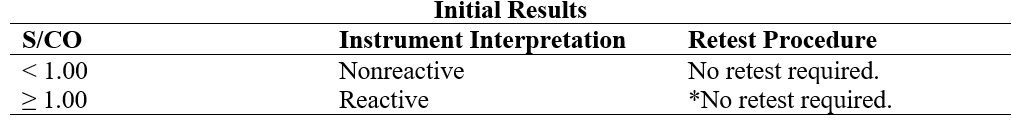 Initial Results
S/CO Instrument Interpretation Retest Procedure
< 1.00 Nonreactive No retest required.
≥ 1.00 Reactive *No retest required.